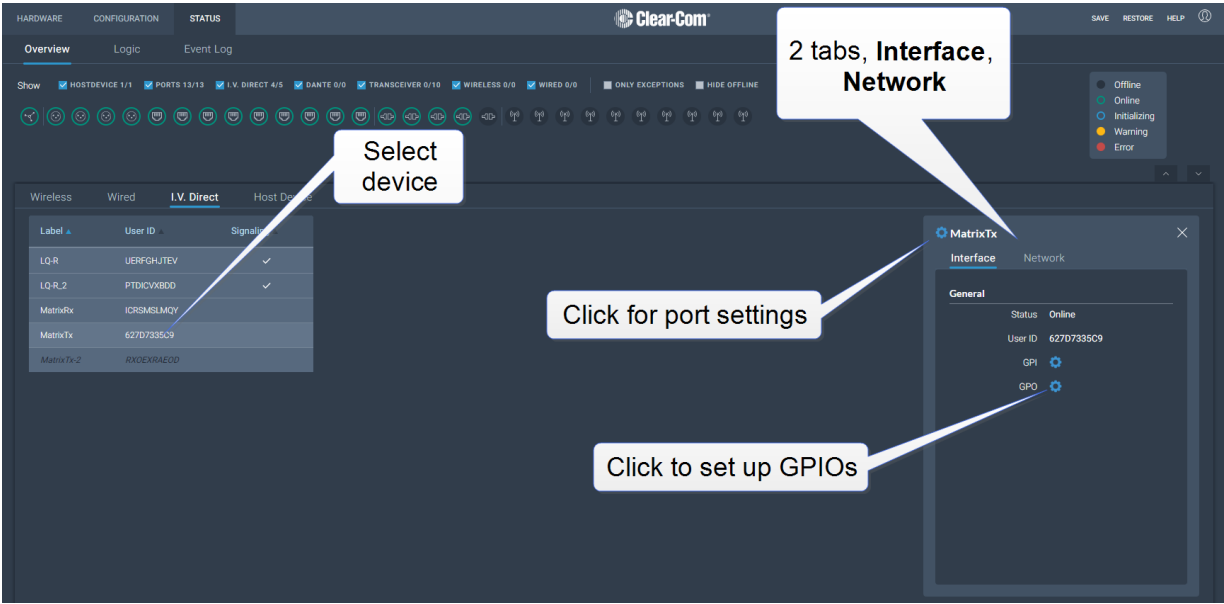 HARDWARE CONFIGURATION STATUS Clear-Com SAVE RESTORE HELP
Overview Logic Event Log
2 tabs, Interface,
Network
Show HOSTDEVICE 1/1 PORTS 13/13 I.V. DIRECT 4/5 DANTE 0/0 TRANSCEIVER 0/10 WIRELESS 0/0 WIRED 0/0 ONLY EXCEPTIONS HIDE OFFLINE
Offline
Online
Initializing
Warning
Error
Select
device
Wireless Wired I.V. Direct Host Device
Label User ID Signaling
LQ-R UERFGHJTEV
LQ-R_2 PTDICVXBDD
MatrixRx ICRSMSLMQY
MatrixTx 627D7335C9
MatrixTx-2 RXOEXRAEOD
MatrixTx
Interface Network
General
Status Online
User ID 627D7335C9
GPI
GPO
Click for port settings
Click to set up GPIOs